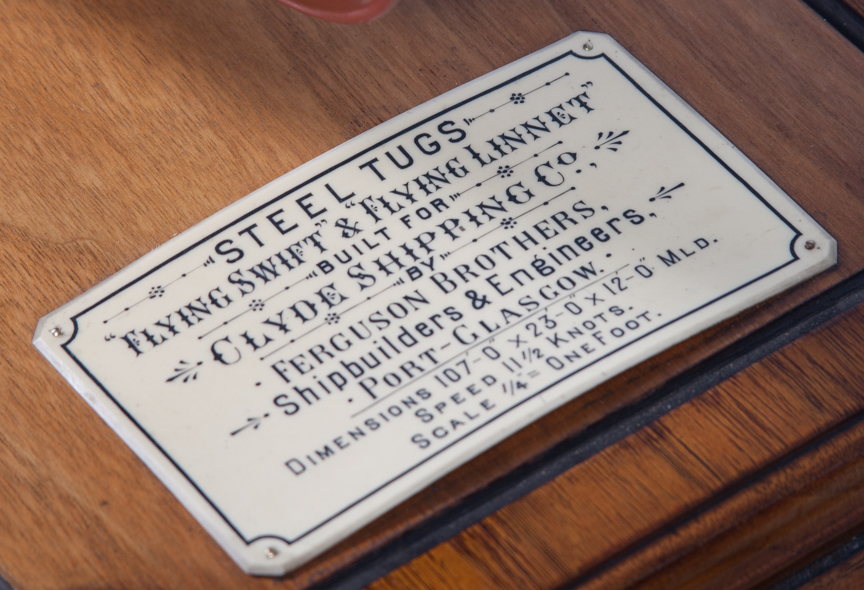 STEEL TUGS
"FLYING SWIFT" & "FLYING LINNET"
BUILT FOR
CLYDE SHIPPING Co.,
BY
FERGUSON BROTHERS,
Shipbuilders & Engineers,
PORT-GLASGOW.
DIMENSIONS 107'-0" × 23'-0" × 12'-0" MLD.
SPEED 11½ KNOTS.
SCALE ¼" = ONE FOOT.